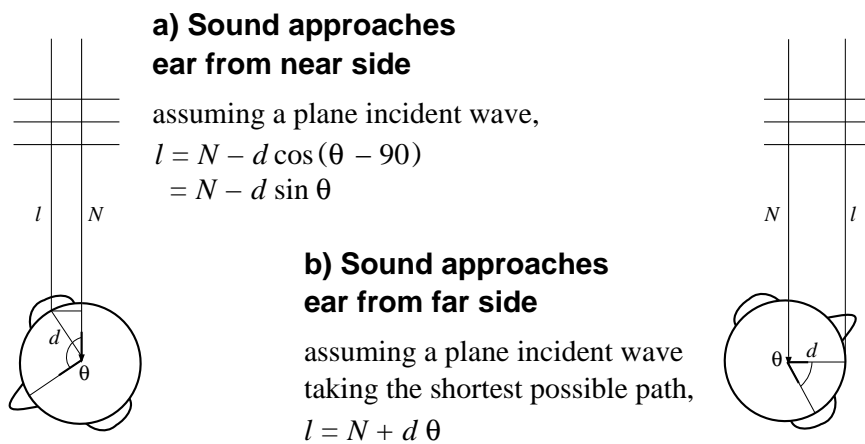 a) Sound approaches
ear from near side
assuming a plane incident wave,
l = N – d cos (θ – 90)
= N – d sin θ
l
N
d
θ
b) Sound approaches
ear from far side
assuming a plane incident wave
taking the shortest possible path,
l = N + d θ
N
l
θ
d